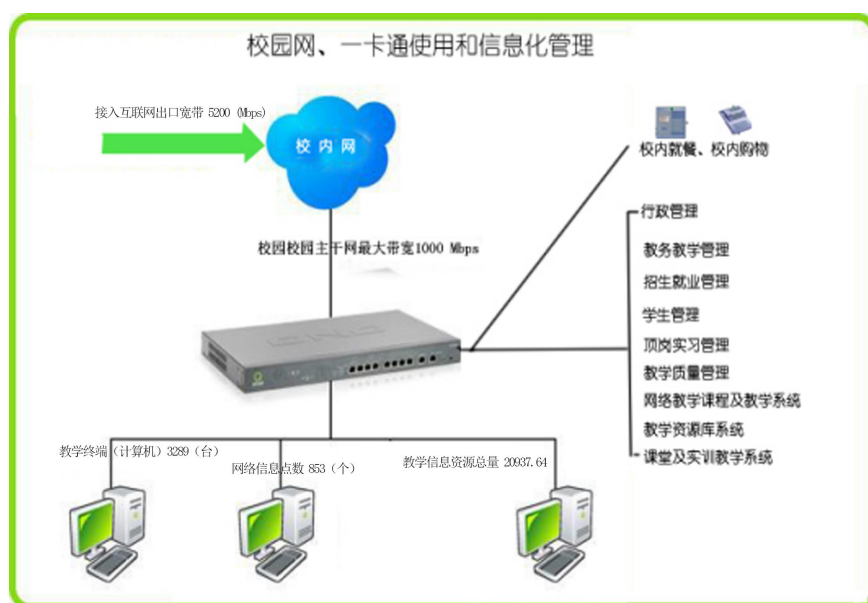 校园网、一卡通使用和信息化管理
接入互联网出口宽带 5200 (Mbps)
校 内 网
校内就餐、校内购物
行政管理
校园校园主干网最大带宽1000 Mbps
教务教学管理
招生就业管理
学生管理
顶岗实习管理
教学质量管理
网络教学课程及教学系统
教学资源库系统
课堂及实训教学系统
教学终端（计算机）3289（台）
网络信息点数 853（个）
教学信息资源总量 20937.64